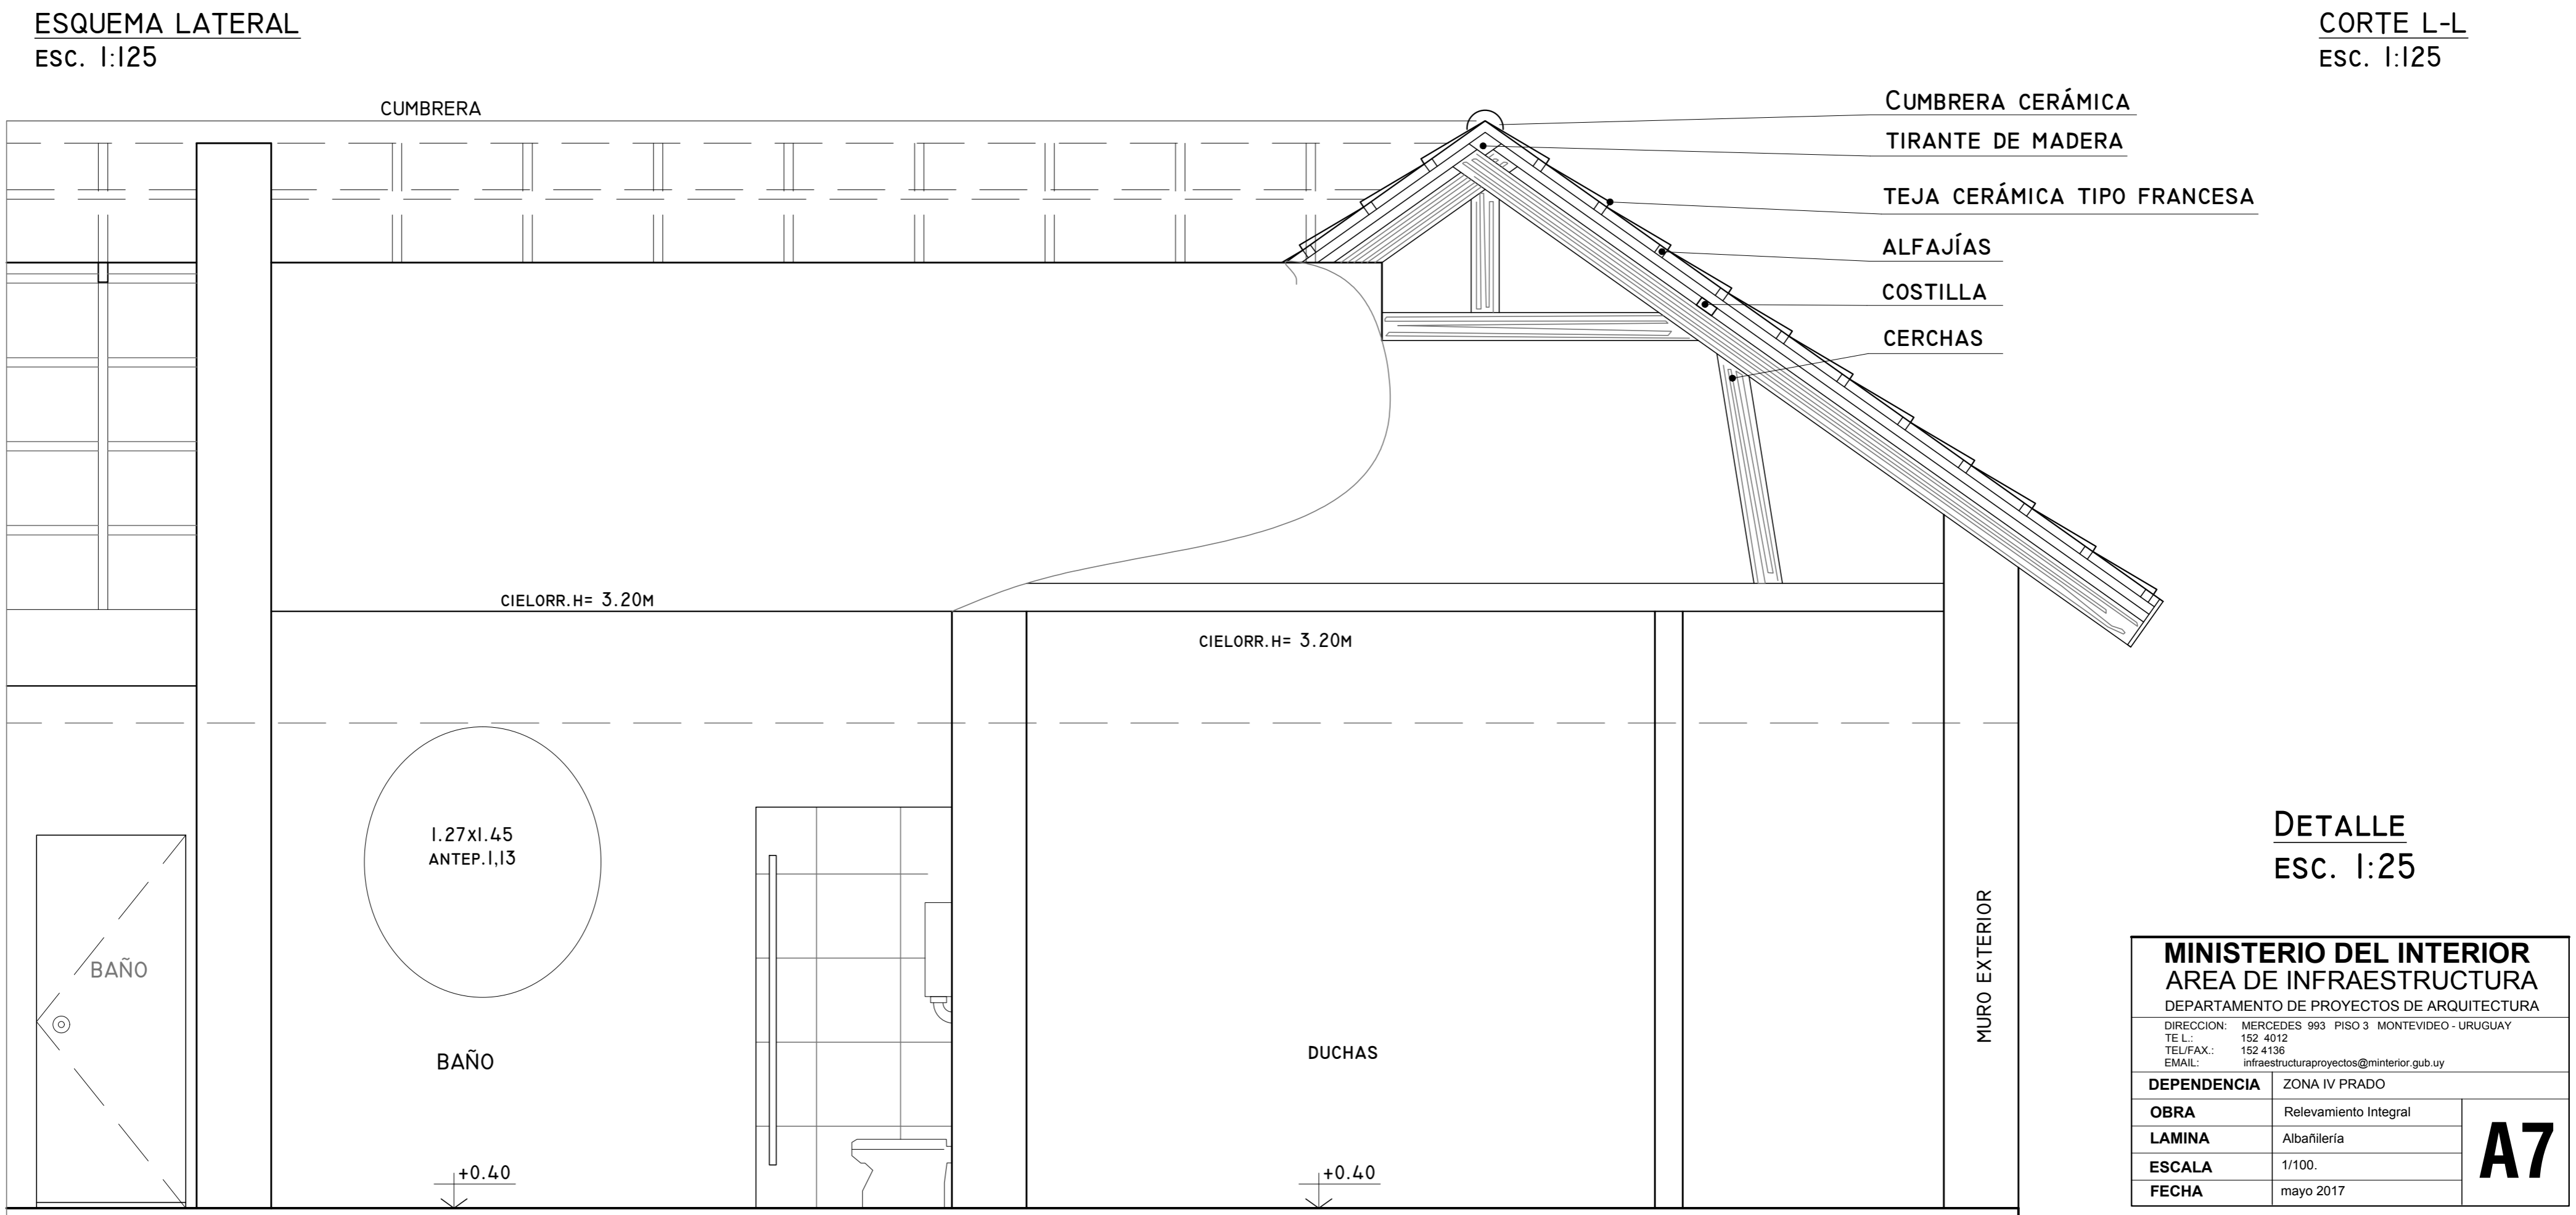 ESQUEMA LATERAL
ESC. 1:125
CORTE L-L
ESC. 1:125
CUMBRERA
CUMBRERA CERÁMICA
TIRANTE DE MADERA
TEJA CERÁMICA TIPO FRANCESA
ALFAJÍAS
COSTILLA
CERCHAS
CIELORR.H= 3.20M
CIELORR.H= 3.20M
1.27x1.45
ANTEP.1,13
BAÑO
BAÑO
DUCHAS
MURO EXTERIOR
+0.40
+0.40
DETALLE
ESC. 1:25
MINISTERIO DEL INTERIOR
AREA DE INFRAESTRUCTURA
DEPARTAMENTO DE PROYECTOS DE ARQUITECTURA
DIRECCION: MERCEDES 993 PISO 3 MONTEVIDEO - URUGUAY
TE L.: 152 4012
TEL/FAX.: 152 4136
EMAIL: infraestructuraproyectos@minterior.gub.uy
DEPENDENCIA ZONA IV PRADO
OBRA Relevamiento Integral
LAMINA Albañilería
ESCALA 1/100.
FECHA mayo 2017
A7